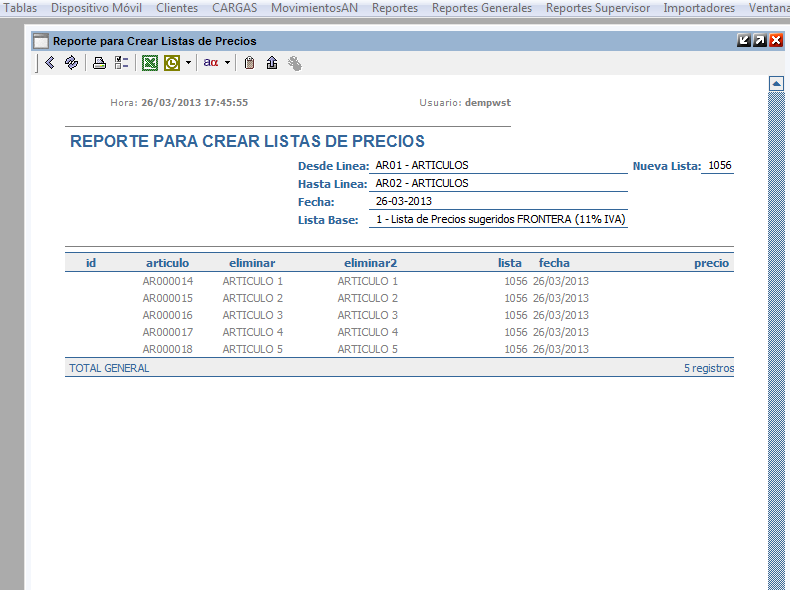 Tablas Dispositivo Móvil Clientes CARGAS MovimientosAN Reportes Reportes Generales Reportes Supervisor Importadores Ventana
Reporte para Crear Listas de Precios
aα
Hora: 26/03/2013 17:45:55 Usuario: dempwst
REPORTE PARA CREAR LISTAS DE PRECIOS
Desde Linea: AR01 - ARTICULOS Nueva Lista: 1056
Hasta Linea: AR02 - ARTICULOS
Fecha: 26-03-2013
Lista Base: 1 - Lista de Precios sugeridos FRONTERA (11% IVA)
id articulo eliminar eliminar2 lista fecha precio
AR000014 ARTICULO 1 ARTICULO 1 1056 26/03/2013
AR000015 ARTICULO 2 ARTICULO 2 1056 26/03/2013
AR000016 ARTICULO 3 ARTICULO 3 1056 26/03/2013
AR000017 ARTICULO 4 ARTICULO 4 1056 26/03/2013
AR000018 ARTICULO 5 ARTICULO 5 1056 26/03/2013
TOTAL GENERAL 5 registros